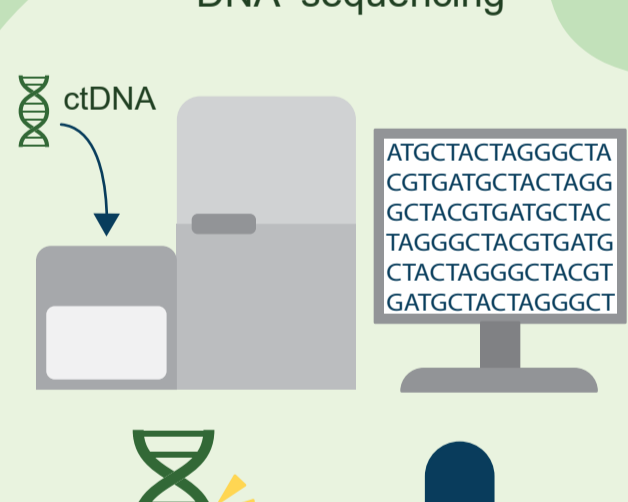 DNA sequencing
ctDNA
ATGCTACTAGGGCTA
CGTGATGCTACTAGG
GCTACGTGATGCTAC
TAGGGCTACGTGATG
CTACTAGGGCTACGT
GATGCTACTAGGGCT